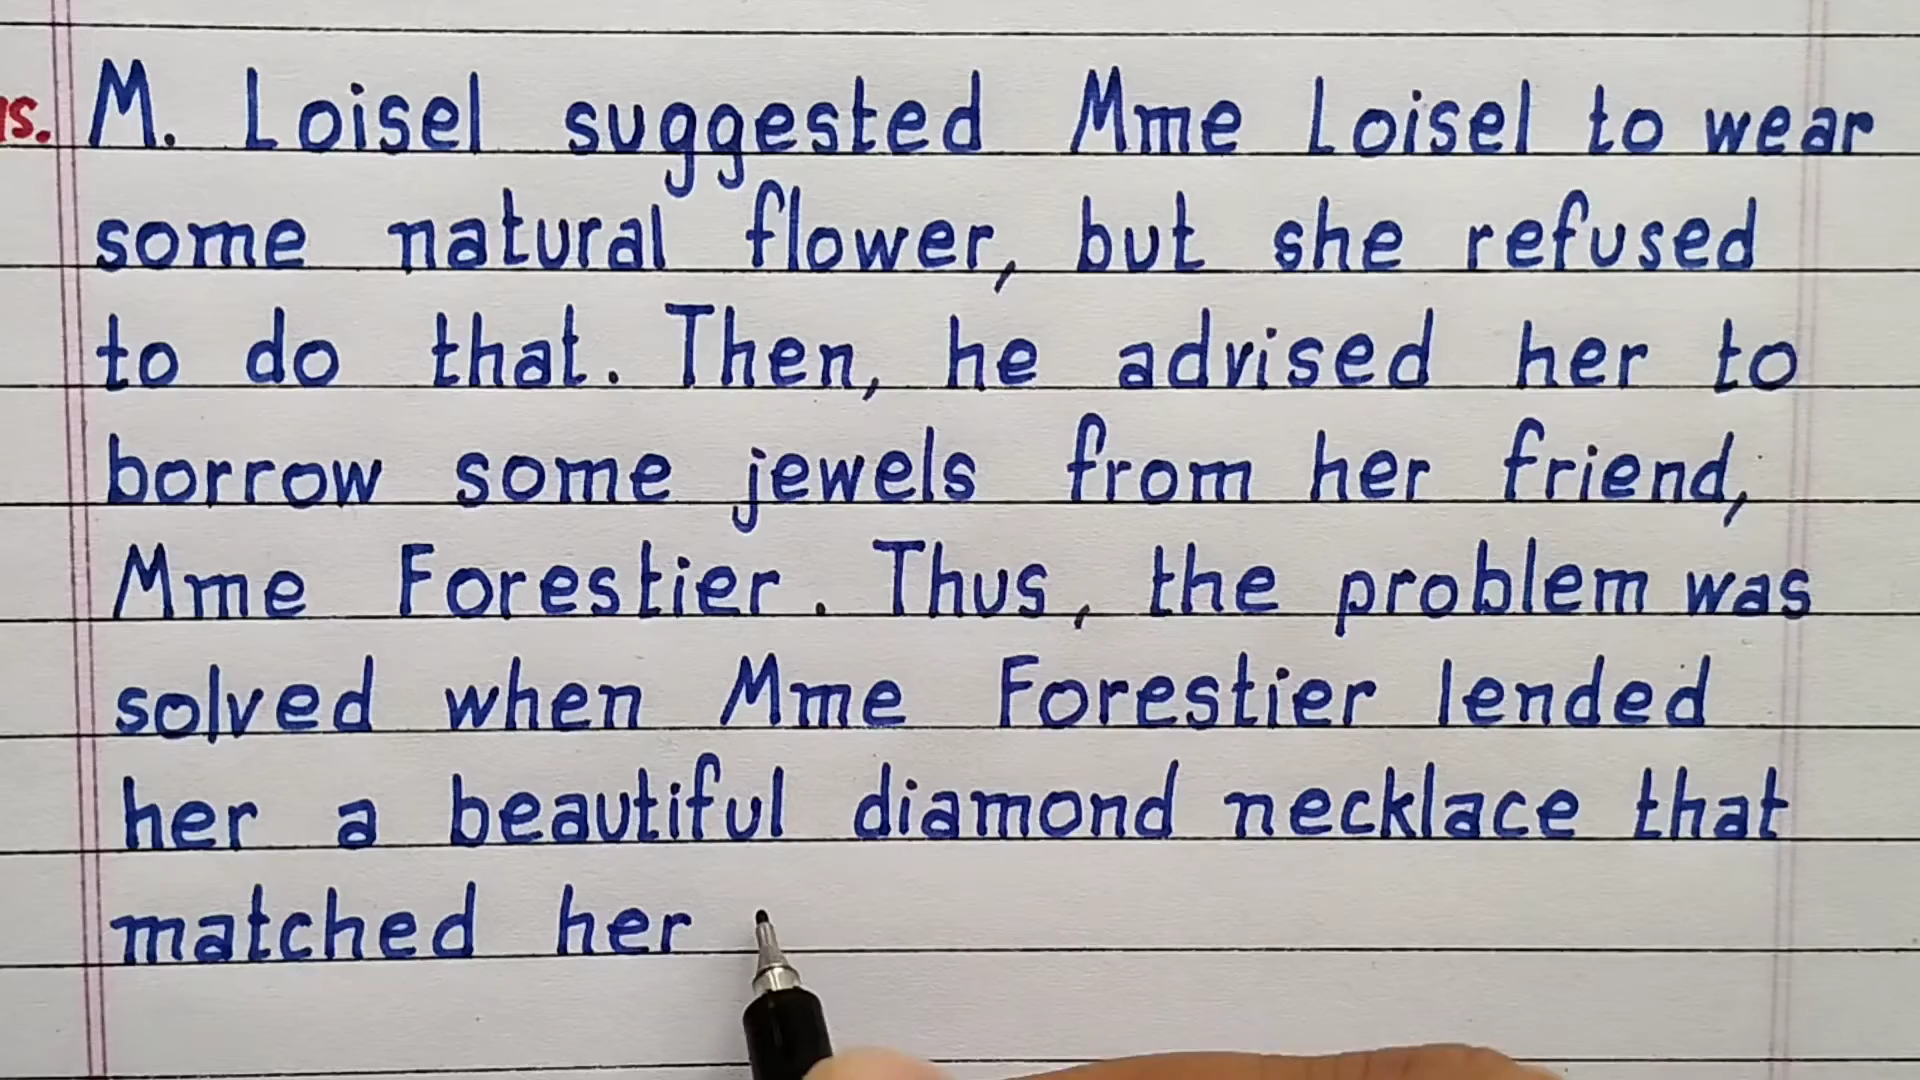 ns. M. Loisel suggested Mme Loisel to wear
some natural flower, but she refused
to do that. Then, he advised her to
borrow some jewels from her friend,
Mme Forestier. Thus, the problem was
solved when Mme Forestier lended
her a beautiful diamond necklace that
matched her